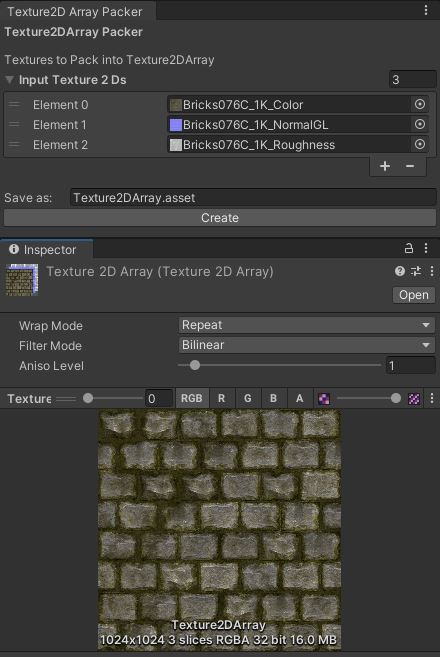 Texture2D Array Packer
Texture2DArray Packer
Textures to Pack into Texture2DArray
Input Texture 2 Ds 3
Element 0 Bricks076C_1K_Color
Element 1 Bricks076C_1K_NormalGL
Element 2 Bricks076C_1K_Roughness
+ −
Save as: Texture2DArray.asset
Create
Inspector
Texture 2D Array (Texture 2D Array)
Open
Wrap Mode Repeat
Filter Mode Bilinear
Aniso Level 1
Texture 0 RGB R G B A
Texture2DArray
1024x1024 3 slices RGBA 32 bit 16.0 MB